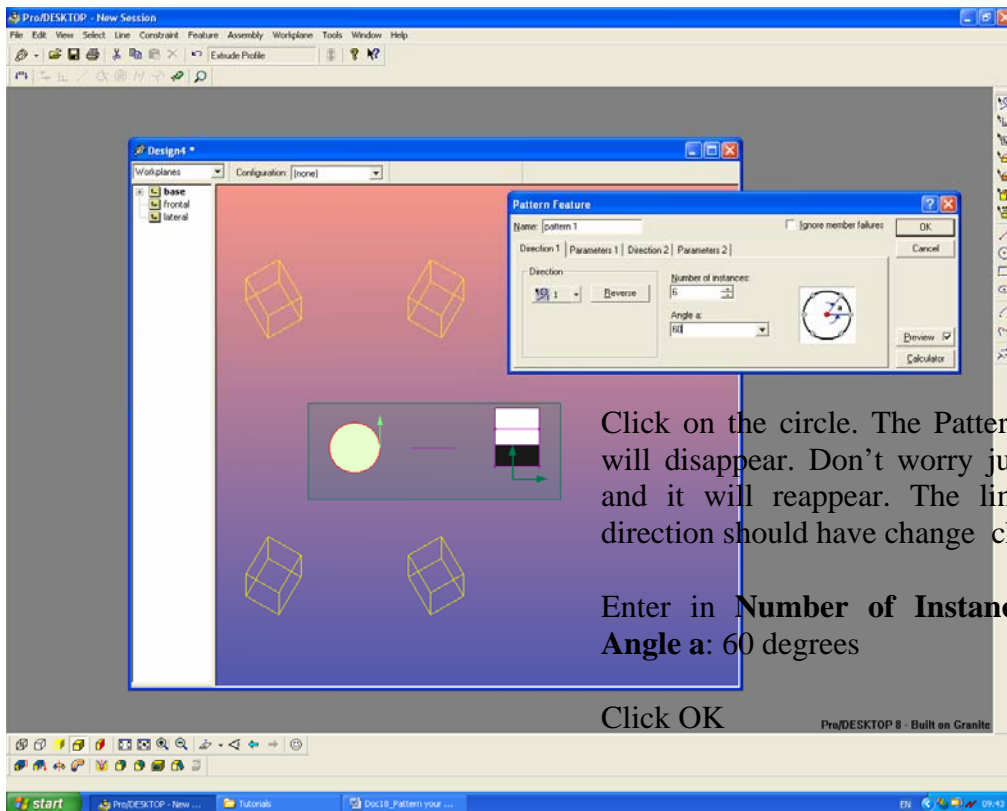 Pro/DESKTOP - New Session
File Edit View Select Line Constraint Feature Assembly Workplane Tools Window Help
Extrude Profile
Design4 *
Workplanes Configuration: (none)
base
frontal
lateral
Pattern Feature
Name: pattern 1 Ignore member failures OK
Direction 1 Parameters 1 Direction 2 Parameters 2 Cancel
Direction Number of instances:
1 Reverse 6
Angle a:
60
Preview
Calculator
Click on the circle. The Patter
will disappear. Don't worry ju
and it will reappear. The lin
direction should have change c
Enter in Number of Instanc
Angle a: 60 degrees
Click OK
Pro/DESKTOP 8 - Built on Granite
start Pro/DESKTOP - New ... Tutorials Doc18_Pattern your ... EN 09:43